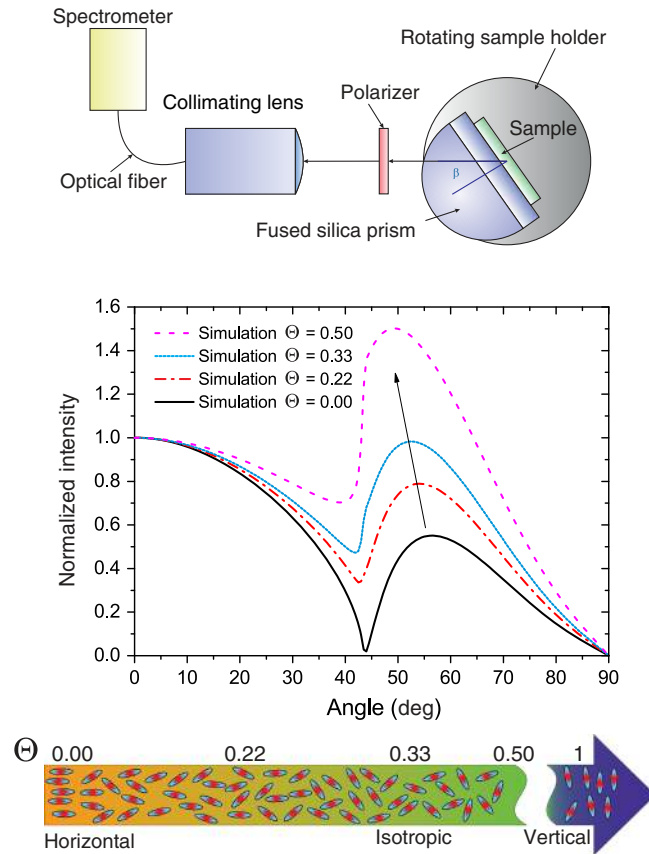 Spectrometer
Rotating sample holder
Polarizer
Collimating lens
Sample
β
Optical fiber
Fused silica prism
1.6
1.4
1.2
1.0
0.8
0.6
0.4
0.2
0.0
Normalized intensity
Simulation Θ = 0.50
Simulation Θ = 0.33
Simulation Θ = 0.22
Simulation Θ = 0.00
0 10 20 30 40 50 60 70 80 90
Angle (deg)
Θ 0.00 0.22 0.33 0.50 1
Horizontal Isotropic Vertical